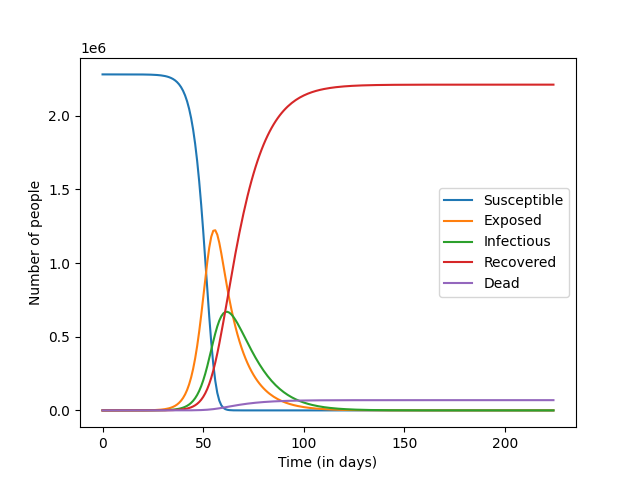 1e6
2.0
1.5
1.0
0.5
0.0
Number of people
Susceptible
Exposed
Infectious
Recovered
Dead
0 50 100 150 200
Time (in days)